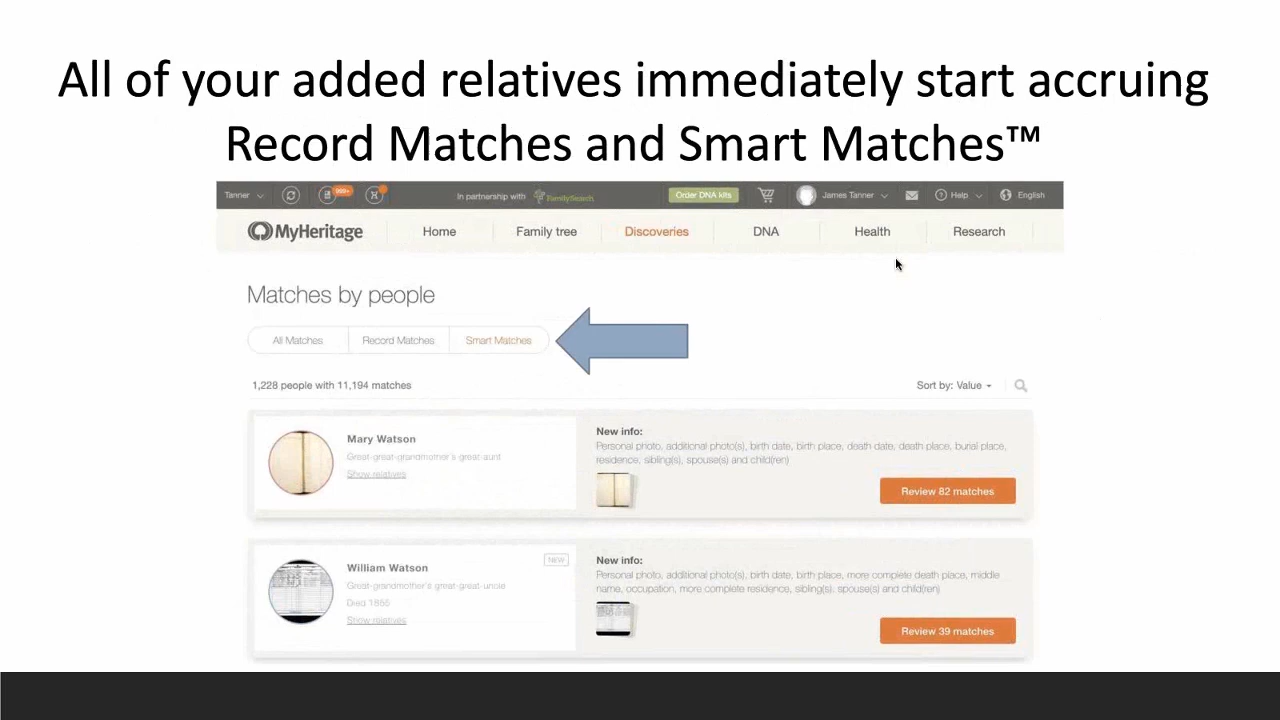 All of your added relatives immediately start accruing
Record Matches and Smart Matches™
Tanner 999+ In partnership with FamilySearch Order DNA kits James Tanner Help English
MyHeritage Home Family tree Discoveries DNA Health Research
Matches by people
All Matches Record Matches Smart Matches
1,228 people with 11,194 matches Sort by: Value
Mary Watson
Great-great-grandmother's great-aunt
Show relatives
New info:
Personal photo, additional photo(s), birth date, birth place, death date, death place, burial place,
residence, sibling(s), spouse(s) and child(ren)
Review 82 matches
William Watson
NEW
Great-grandmother's great-great-uncle
Died 1855
Show relatives
New info:
Personal photo, additional photo(s), birth date, birth place, more complete death place, middle
name, occupation, more complete residence, sibling(s), spouse(s) and child(ren)
Review 39 matches